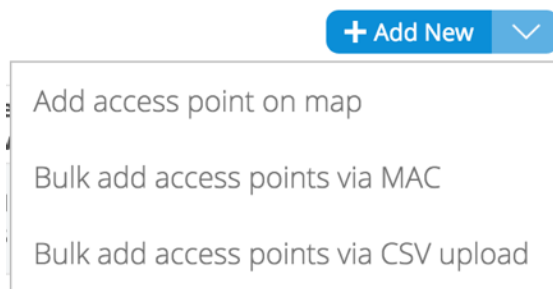 + Add New
Add access point on map
Bulk add access points via MAC
Bulk add access points via CSV upload